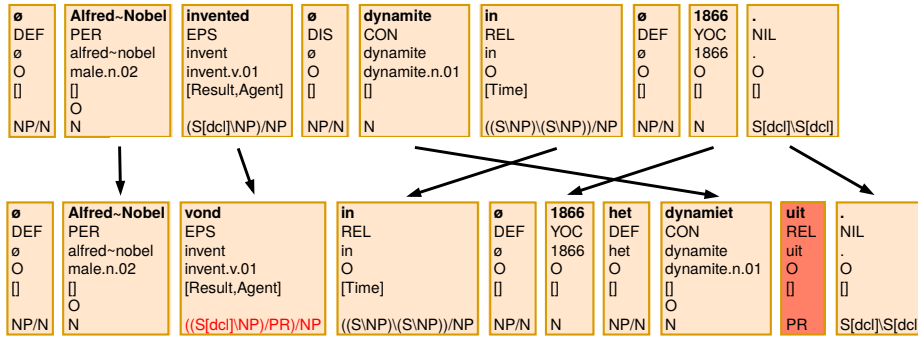 ø Alfred~Nobel invented ø dynamite in ø 1866 .
DEF PER EPS DIS CON REL DEF YOC NIL
ø alfred~nobel invent ø dynamite in ø 1866 .
O male.n.02 invent.v.01 O dynamite.n.01 O O O O
[] [] [Result,Agent] [] [] [Time] [] [] []
O
NP/N N (S[dcl]\NP)/NP NP/N N ((S\NP)\(S\NP))/NP NP/N N S[dcl]\S[dcl]
ø Alfred~Nobel vond in ø 1866 het dynamiet uit .
DEF PER EPS REL DEF YOC DEF CON REL NIL
ø alfred~nobel invent in ø 1866 het dynamite uit .
O male.n.02 invent.v.01 O O O O dynamite.n.01 O O
[] [] [Result,Agent] [Time] [] [] [] [] [] []
O O
NP/N N ((S[dcl]\NP)/PR)/NP ((S\NP)\(S\NP))/NP NP/N N NP/N N PR S[dcl]\S[dcl